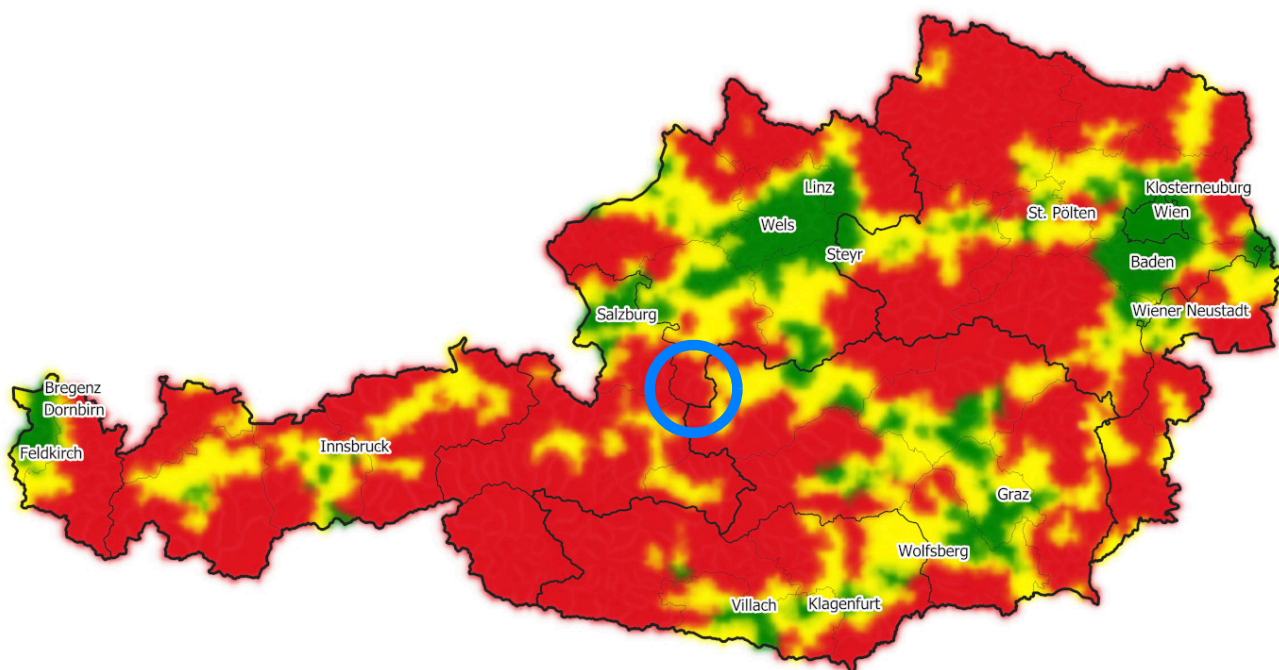 Linz
Klosterneuburg
Wels
St. Pölten
Wien
Steyr
Baden
Salzburg
Wiener Neustadt
Bregenz
Dornbirn
Innsbruck
Feldkirch
Graz
Wolfsberg
Villach
Klagenfurt